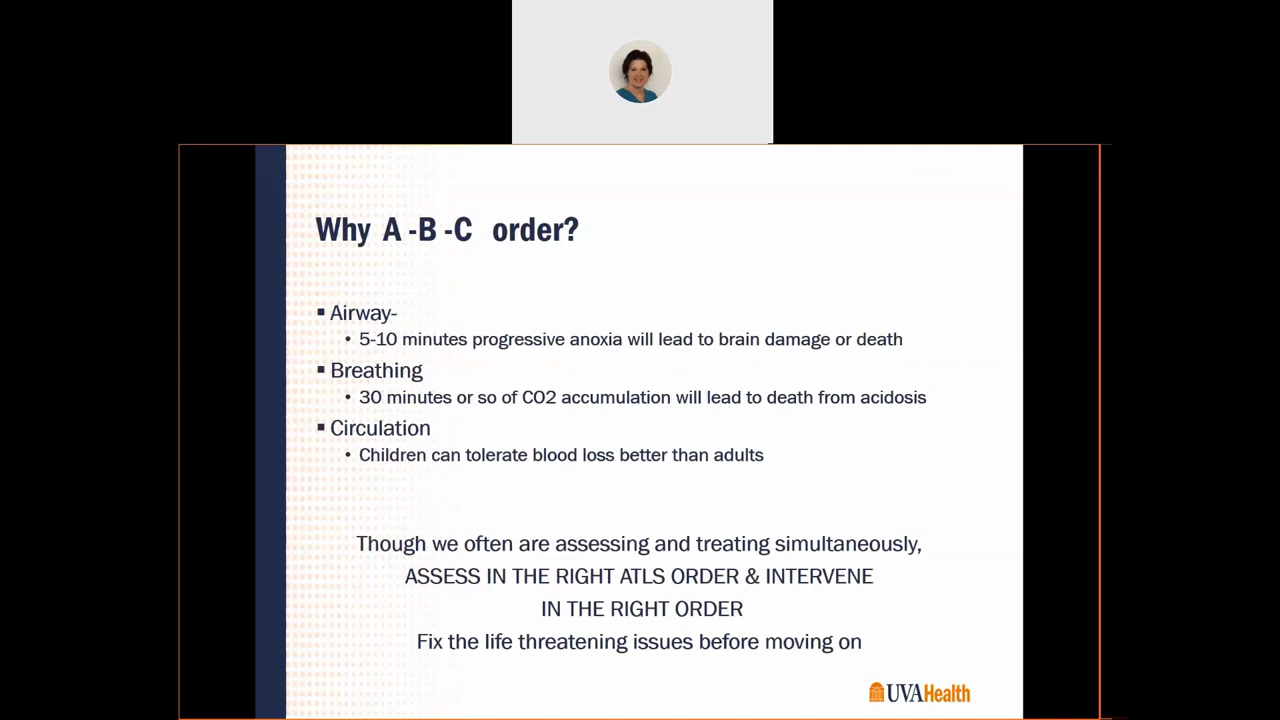 Why A -B -C order?
▪ Airway-
• 5-10 minutes progressive anoxia will lead to brain damage or death
▪ Breathing
• 30 minutes or so of CO2 accumulation will lead to death from acidosis
▪ Circulation
• Children can tolerate blood loss better than adults
Though we often are assessing and treating simultaneously,
ASSESS IN THE RIGHT ATLS ORDER & INTERVENE
IN THE RIGHT ORDER
Fix the life threatening issues before moving on
UVAHealth